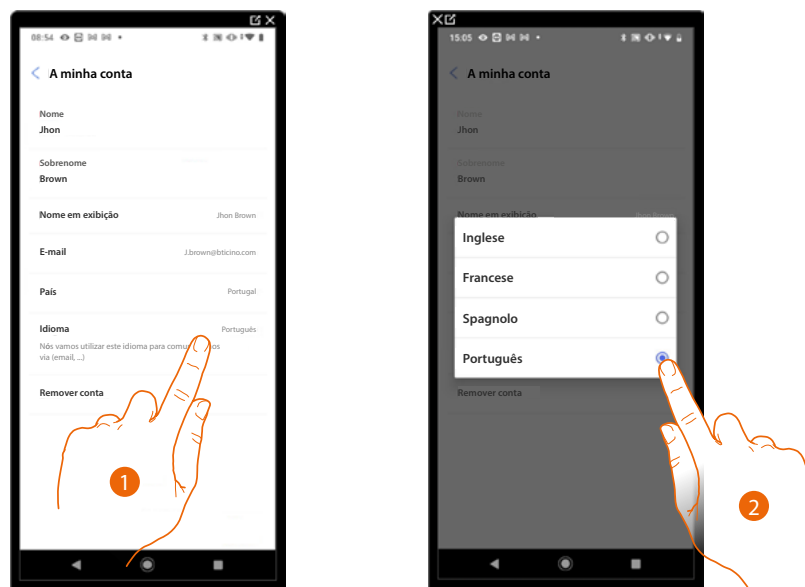 08:54
A minha conta
Nome
Jhon
Sobrenome
Brown
Nome em exibição Jhon Brown
E-mail J.brown@bticino.com
País Portugal
Idioma Português
Nós vamos utilizar este idioma para os
via (email, ...)
Remover conta
1
15:05
A minha conta
Nome
Jhon
Sobrenome
Brown
Nome em exibição
Inglese
Francese
Spagnolo
Português
Remover conta
2